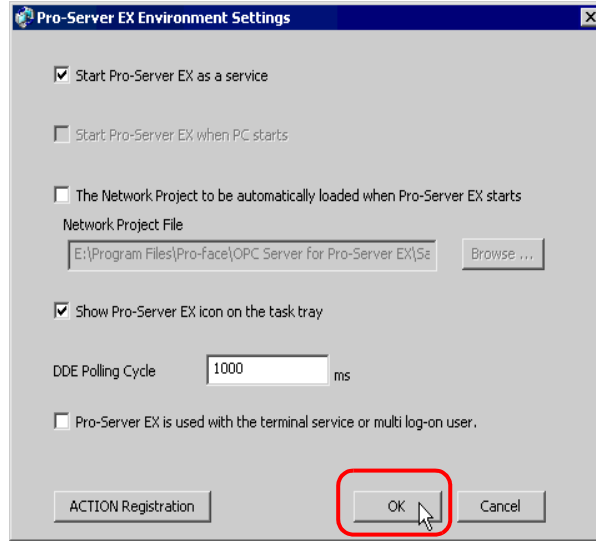 Pro-Server EX Environment Settings
Start Pro-Server EX as a service
Start Pro-Server EX when PC starts
The Network Project to be automatically loaded when Pro-Server EX starts
Network Project File
E:\Program Files\Pro-face\OPC Server for Pro-Server EX\Sa
Browse ...
Show Pro-Server EX icon on the task tray
DDE Polling Cycle 1000 ms
Pro-Server EX is used with the terminal service or multi log-on user.
ACTION Registration OK Cancel